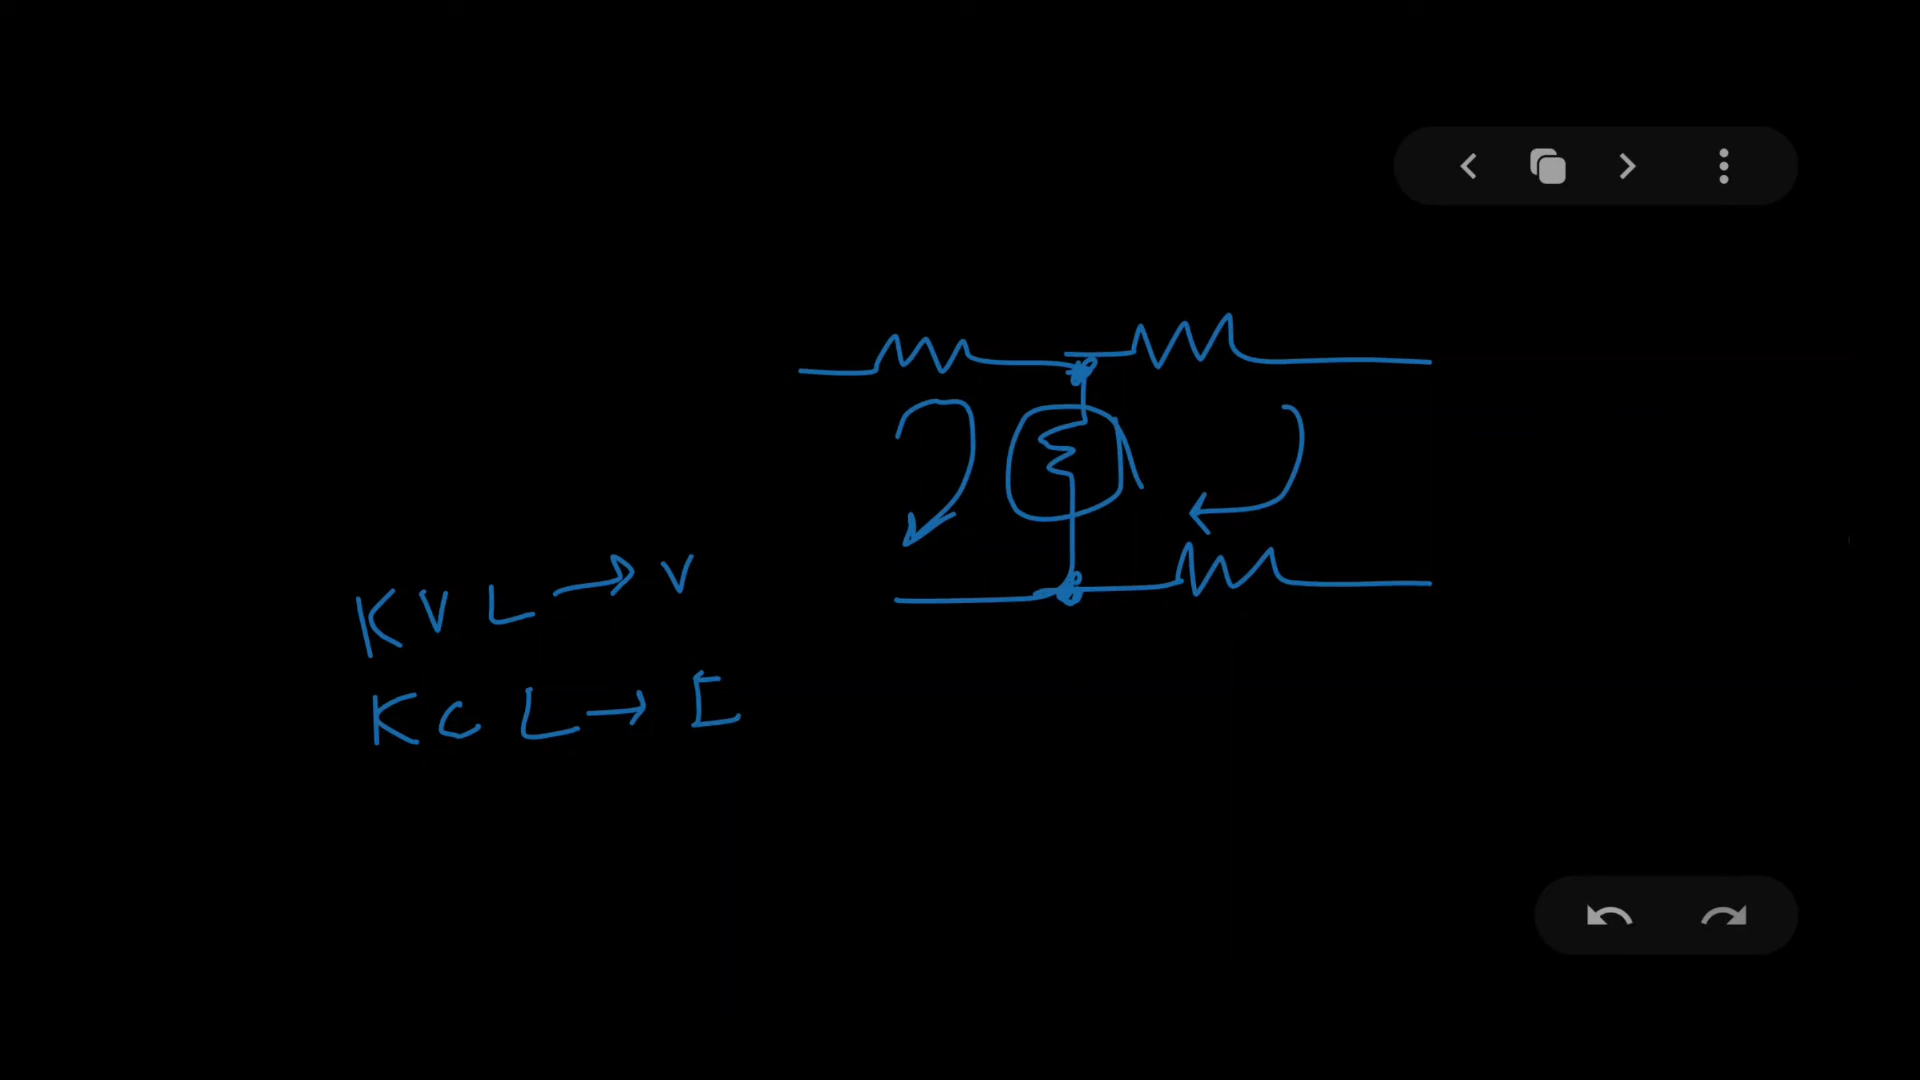 KVL → V
KCL → I